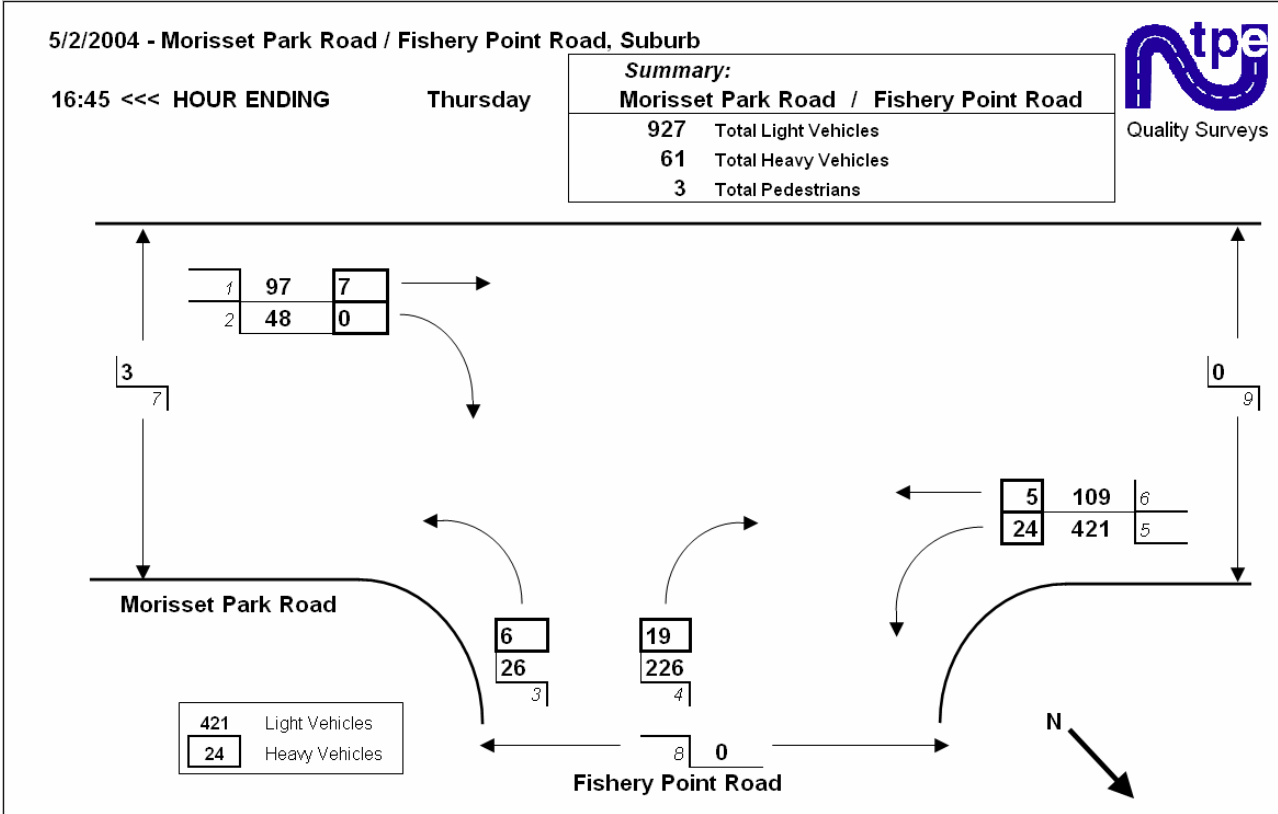 5/2/2004 - Morisset Park Road / Fishery Point Road, Suburb
tpe
Quality Surveys
16:45 <<< HOUR ENDING Thursday
Summary:
Morisset Park Road / Fishery Point Road
927 Total Light Vehicles
61 Total Heavy Vehicles
3 Total Pedestrians
1 97 7
2 48 0
3
7
0
9
5 109 6
24 421 5
Morisset Park Road
6
26
3
19
226
4
421 Light Vehicles
24 Heavy Vehicles
8 0
Fishery Point Road
N